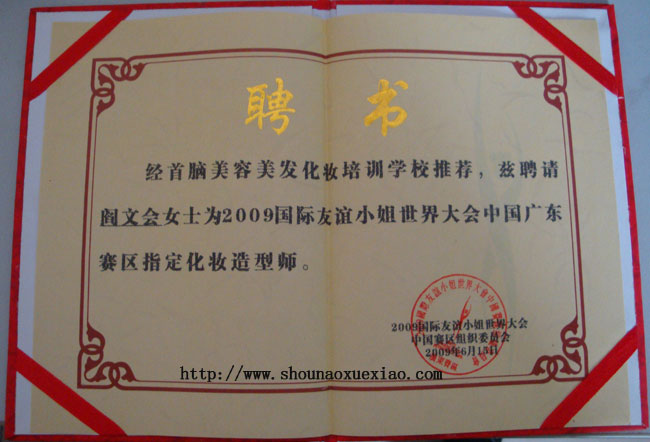 聘书
经首脑美容美发化妆培训学校推荐，兹聘请
阎文会女士为2009国际友谊小姐世界大会中国广东
赛区指定化妆造型师。
2009国际友谊小姐世界大会
中国赛区组织委员会
2009年6月15日
http://www.shounaoxuexiao.com